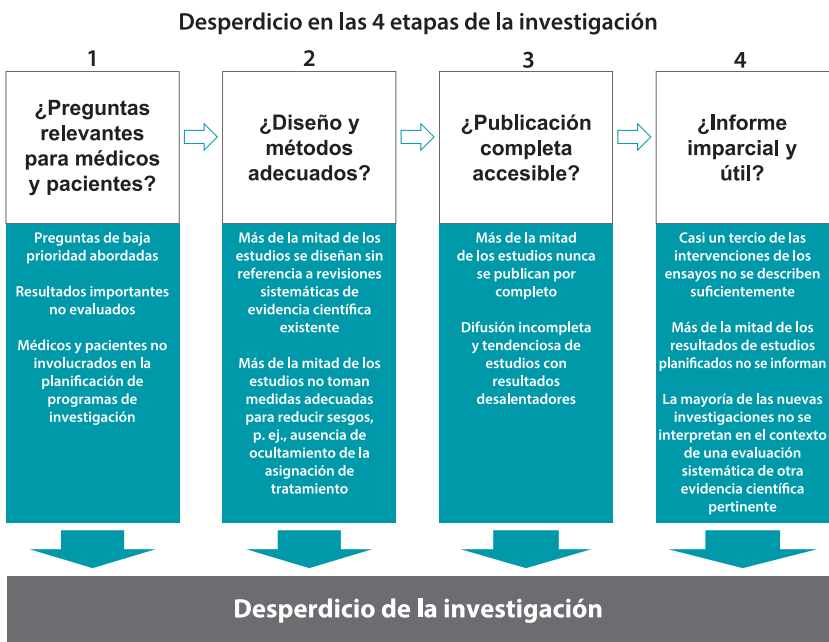 Desperdicio en las 4 etapas de la investigación
1
¿Preguntas
relevantes
para médicos
y pacientes?
Preguntas de baja
prioridad abordadas
Resultados importantes
no evaluados
Médicos y pacientes no
involucrados en la
planificación de
programas de
investigación
2
¿Diseño y
métodos
adecuados?
Más de la mitad de los
estudios se diseñan sin
referencia a revisiones
sistemáticas de
evidencia científica
existente
Más de la mitad de los
estudios no toman
medidas adecuadas
para reducir sesgos,
p. ej., ausencia de
ocultamiento de la
asignación de
tratamiento
3
¿Publicación
completa
accesible?
Más de la mitad
de los estudios nunca
se publican por
completo
Difusión incompleta
y tendenciosa de
estudios con
resultados
desalentadores
4
¿Informe
imparcial y
útil?
Casi un tercio de las
intervenciones de los
ensayos no se describen
suficientemente
Más de la mitad de los
resultados de estudios
planificados no se informan
La mayoría de las nuevas
investigaciones no se
interpretan en el contexto
de una evaluación
sistemática de otra
evidencia científica
pertinente
Desperdicio de la investigación